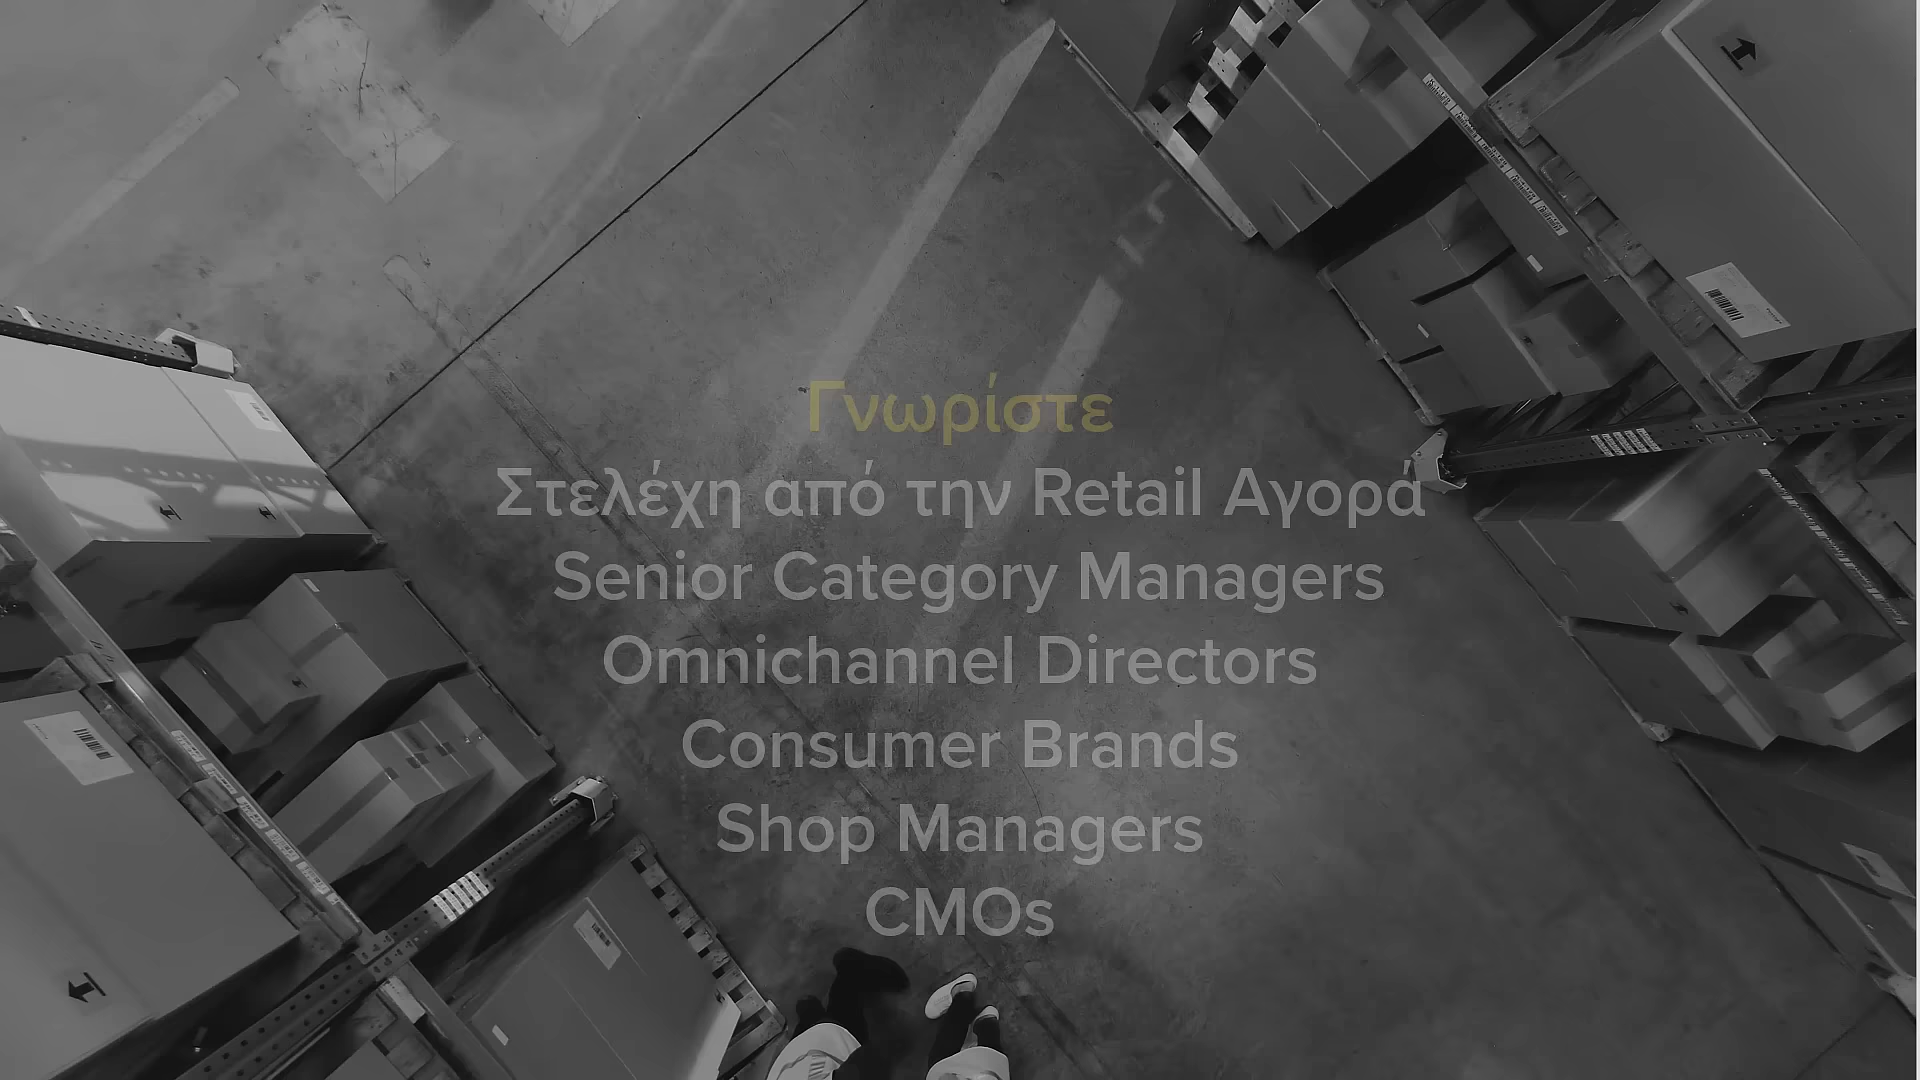 Γνωρίστε
Στελέχη από την Retail Αγορά
Senior Category Managers
Omnichannel Directors
Consumer Brands
Shop Managers
CMOs